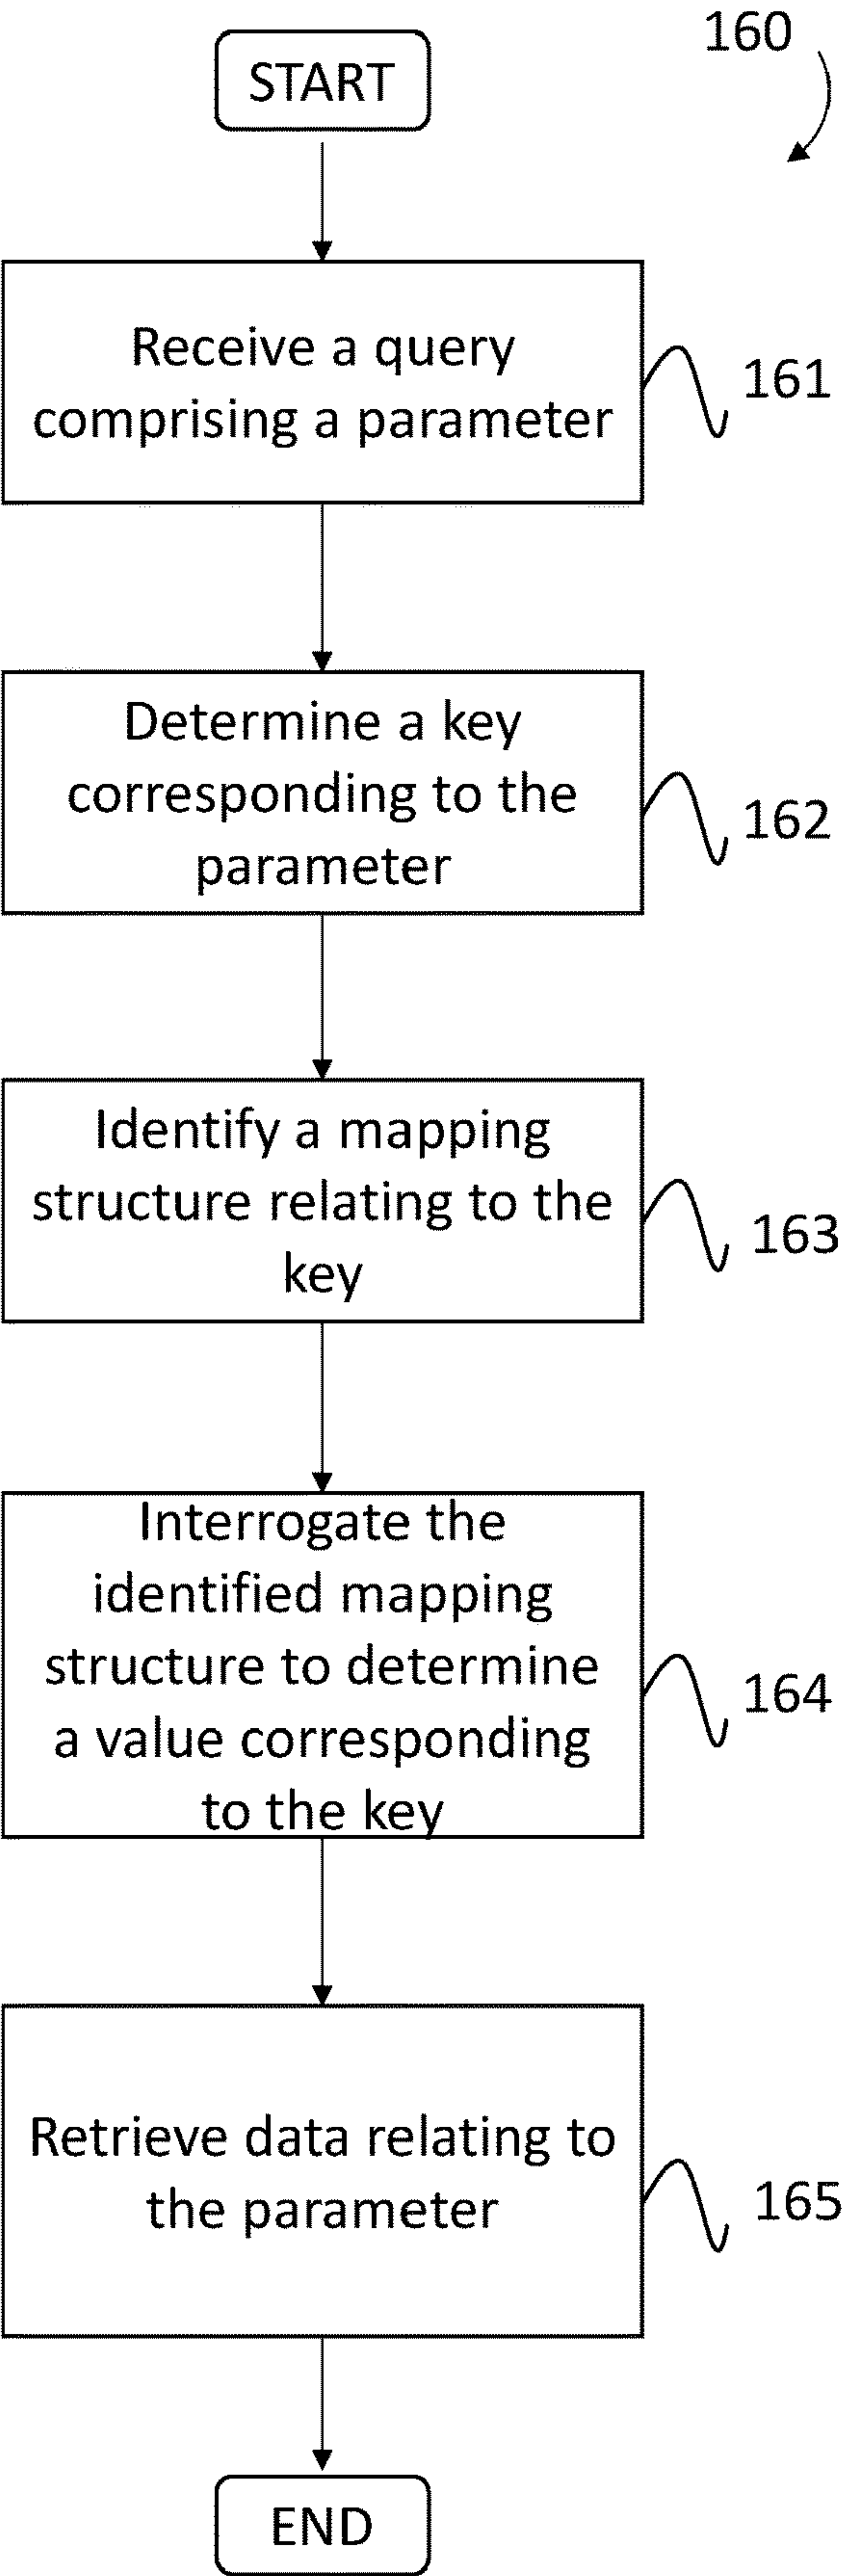 160
START
Receive a query
comprising a parameter
161
Determine a key
corresponding to the
parameter
162
Identify a mapping
structure relating to the
key
163
Interrogate the
identified mapping
structure to determine
a value corresponding
to the key
164
Retrieve data relating to
the parameter
165
END